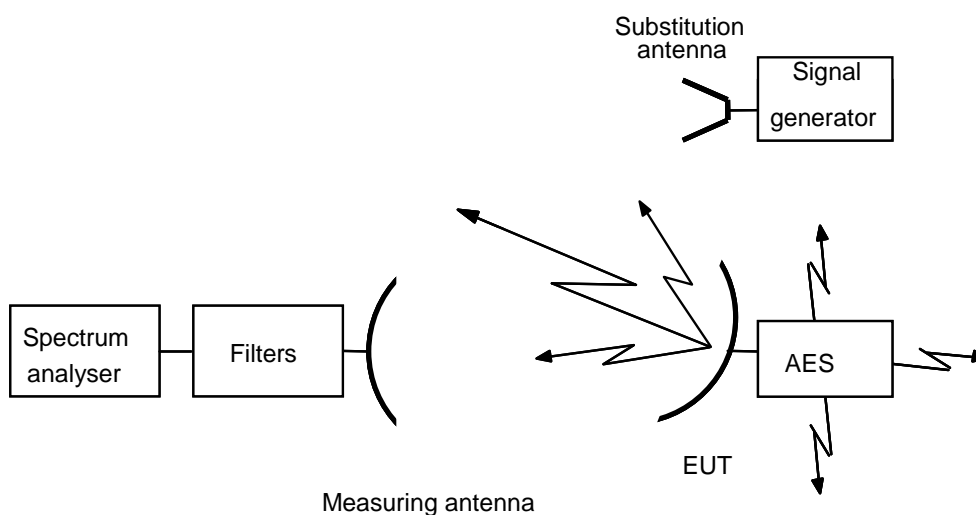 Substitution
antenna
Signal
generator
Spectrum
analyser
Filters
AES
EUT
Measuring antenna